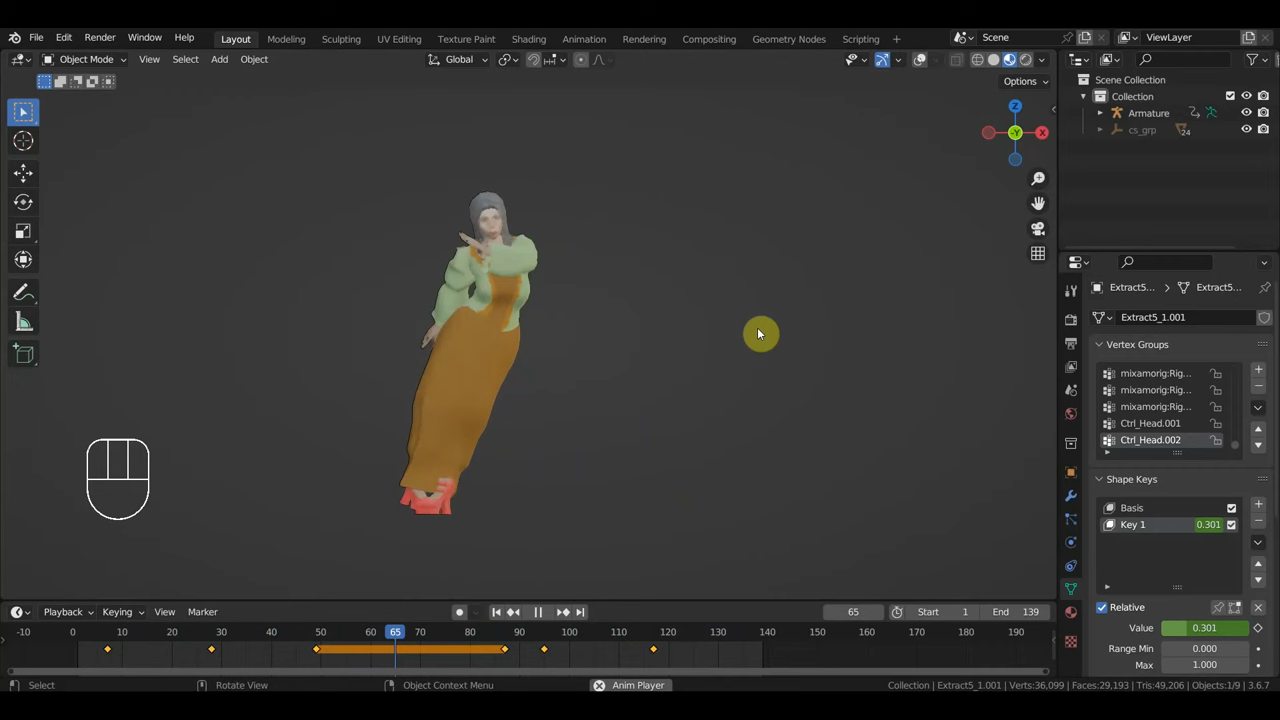 File Edit Render Window Help Layout Modeling Sculpting UV Editing Texture Paint Shading Animation Rendering Compositing Geometry Nodes Scripting + Scene ViewLayer
Object Mode View Select Add Object Global
Options
Z
X
-Y
Scene Collection
Collection
Armature
cs_grp 24
Extract5... Extract5...
Extract5_1.001
Vertex Groups
mixamorig:Rig...
mixamorig:Rig...
mixamorig:Rig...
Ctrl_Head.001
Ctrl_Head.002
Shape Keys
Basis
Key 1 0.301
Relative
Value 0.301
Range Min 0.000
Max 1.000
Playback Keying View Marker 65 Start 1 End 139
-10 0 10 20 30 40 50 60 65 70 80 90 100 110 120 130 140 150 160 170 180 190
Select Rotate View Object Context Menu Anim Player Collection | Extract5_1.001 | Verts:36,099 | Faces:29,193 | Tris:49,206 | Objects:1/9 | 3.6.7